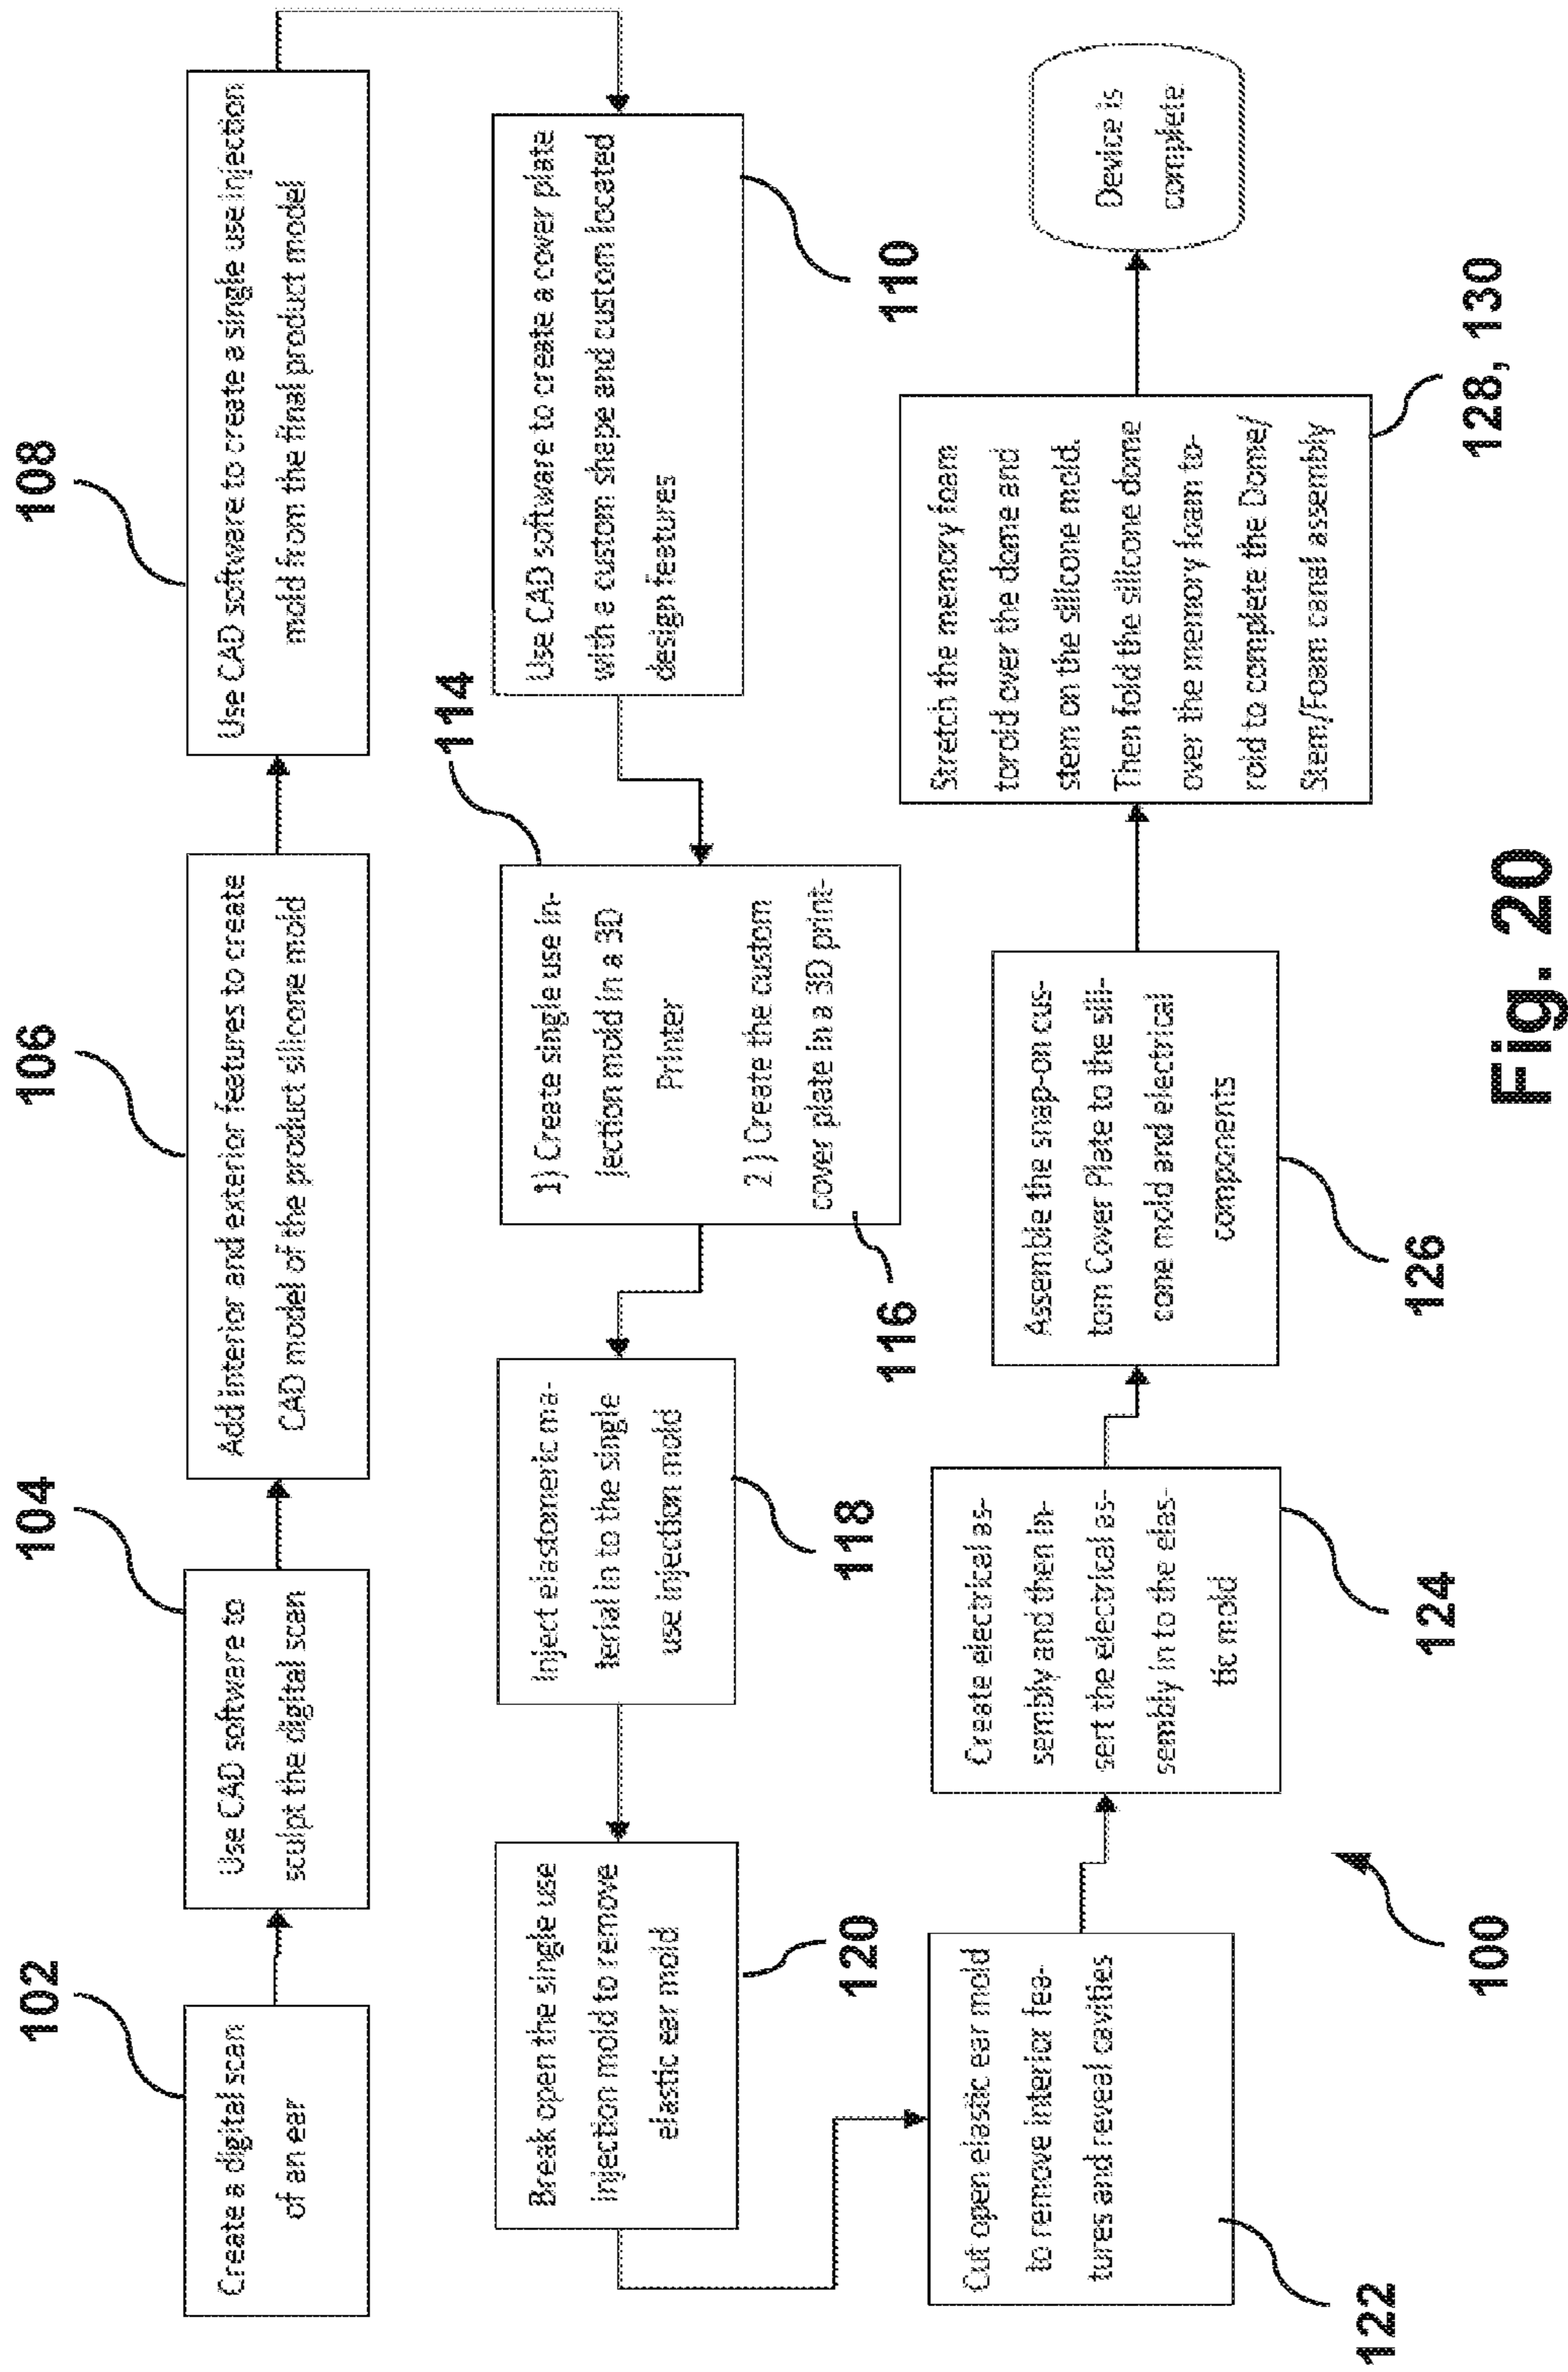 102
Create a digital scan
of an ear
104
Use CAD software to
sculpt the digital scan
106
Add interior and exterior features to create
CAD model of the product silicone mold
108
Use CAD software to create a single use injection
mold from the final product model
Use CAD software to create a cover plate
with a custom shape and custom located
design features
110
114
1) Create single use in-
jection mold in a 3D
Printer
2) Create the custom
cover plate in a 3D print-
116
Inject elastomeric ma-
terial in to the single
use injection mold
118
Break open the single use
injection mold to remove
elastic ear mold
120
Cut open elastic ear mold
to remove interior fea-
tures and reveal cavities
122
Create electrical as-
sembly and then in-
sert the electrical as-
sembly in to the elas-
tic mold
124
Assemble the snap-on cus-
tom Cover Plate to the sili-
cone mold and electrical
components
126
Stretch the memory foam
toroid over the dome and
stem on the silicone mold.
Then fold the silicone dome
over the memory foam to-
roid to complete the Dome/
Stem/Foam canal assembly
128, 130
Device is
complete
100
Fig. 20